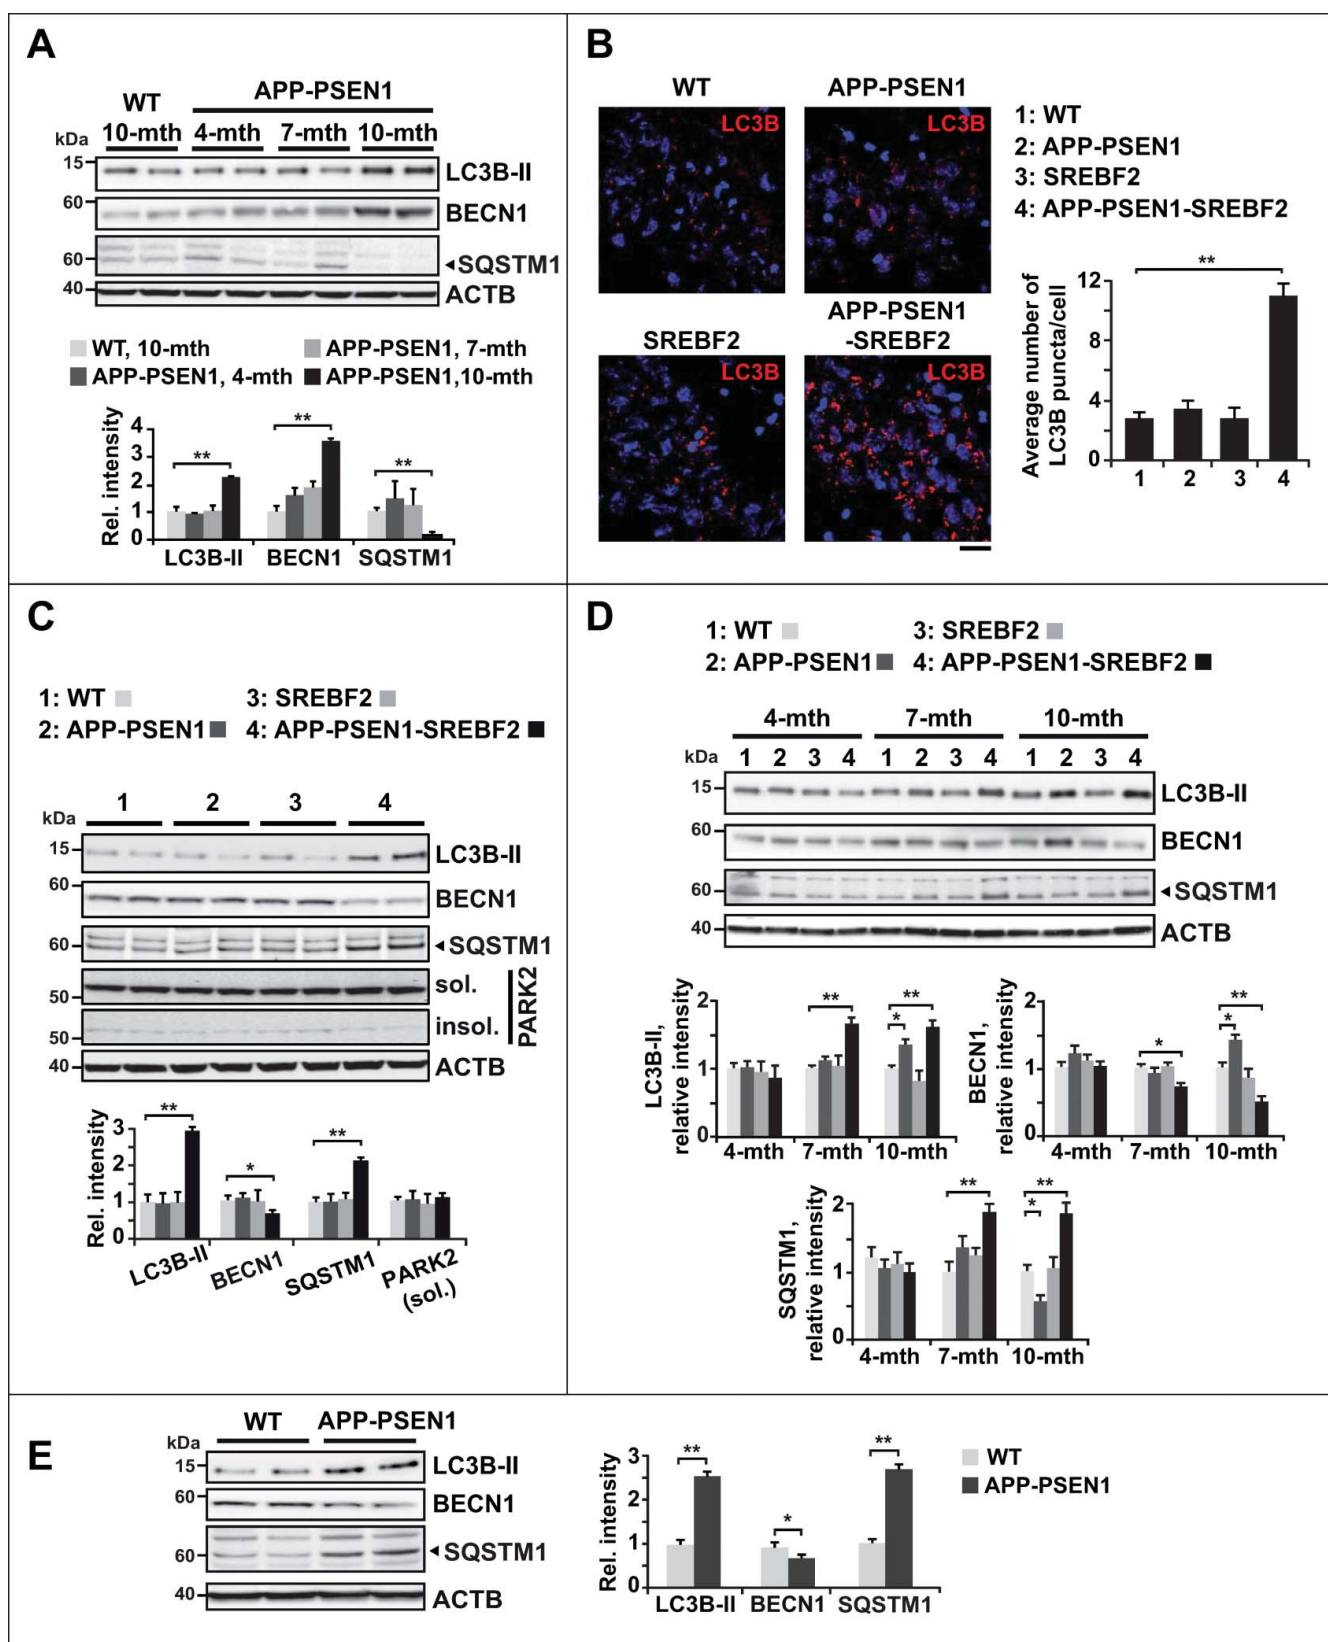 A
APP-PSEN1
WT
10-mth 4-mth 7-mth 10-mth
kDa
15
LC3B-II
60
BECN1
60
◄SQSTM1
40
ACTB
WT, 10-mth
APP-PSEN1, 7-mth
APP-PSEN1, 4-mth
APP-PSEN1,10-mth
Rel. intensity
4
3
2
1
0
**
**
**
LC3B-II BECN1 SQSTM1
B
WT
APP-PSEN1
LC3B
LC3B
SREBF2
APP-PSEN1
-SREBF2
LC3B
LC3B
1: WT
2: APP-PSEN1
3: SREBF2
4: APP-PSEN1-SREBF2
Average number of
LC3B puncta/cell
12
8
4
0
**
1 2 3 4
C
1: WT
3: SREBF2
2: APP-PSEN1
4: APP-PSEN1-SREBF2
1 2 3 4
kDa
15
LC3B-II
60
BECN1
60
◄SQSTM1
50
sol.
50
insol.
PARK2
40
ACTB
Rel. intensity
3
2
1
0
**
*
**
LC3B-II
BECN1
SQSTM1
PARK2
(sol.)
D
1: WT
3: SREBF2
2: APP-PSEN1
4: APP-PSEN1-SREBF2
4-mth 7-mth 10-mth
kDa
1 2 3 4 1 2 3 4 1 2 3 4
15
LC3B-II
60
BECN1
60
◄SQSTM1
40
ACTB
LC3B-II,
relative intensity
2
1
0
**
**
*
4-mth 7-mth 10-mth
BECN1,
relative intensity
2
1
0
*
**
*
4-mth 7-mth 10-mth
SQSTM1,
relative intensity
2
1
0
**
**
*
4-mth 7-mth 10-mth
E
WT APP-PSEN1
kDa
15
LC3B-II
60
BECN1
60
◄SQSTM1
40
ACTB
Rel. intensity
3
2
1
0
**
*
**
LC3B-II BECN1 SQSTM1
WT
APP-PSEN1